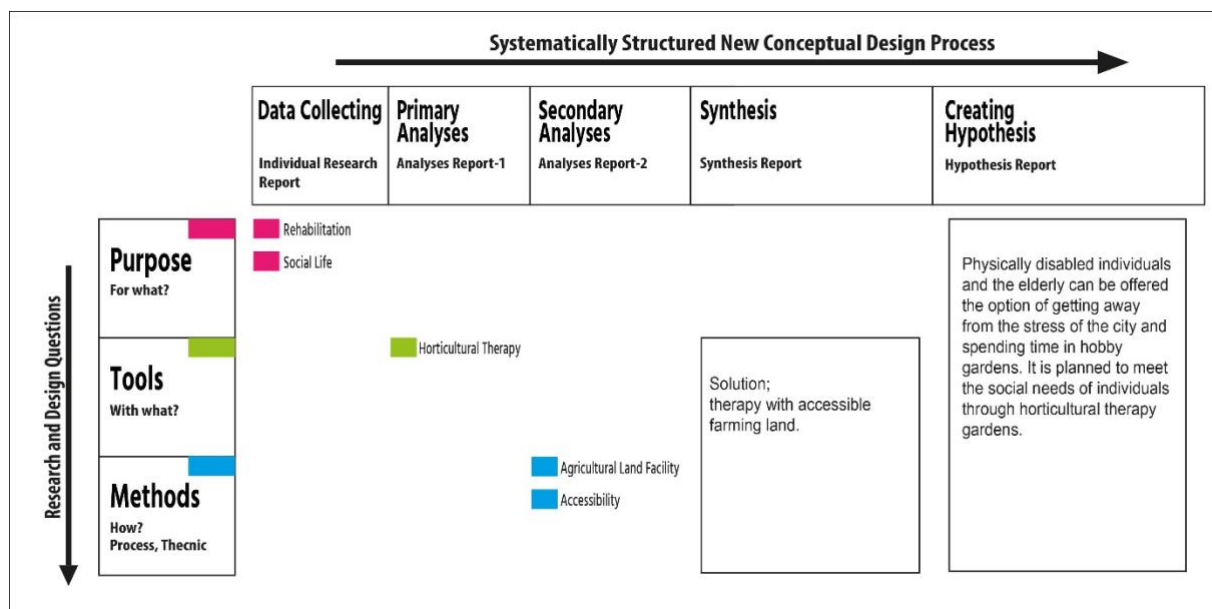 Systematically Structured New Conceptual Design Process
Data Collecting
Individual Research
Report
Primary
Analyses
Analyses Report-1
Secondary
Analyses
Analyses Report-2
Synthesis
Synthesis Report
Creating
Hypothesis
Hypothesis Report
Research and Design Questions
Purpose
For what?
Rehabilitation
Social Life
Tools
With what?
Horticultural Therapy
Methods
How?
Process, Thecnic
Agricultural Land Facility
Accessibility
Solution;
therapy with accessible
farming land.
Physically disabled individuals
and the elderly can be offered
the option of getting away
from the stress of the city and
spending time in hobby
gardens. It is planned to meet
the social needs of individuals
through horticultural therapy
gardens.